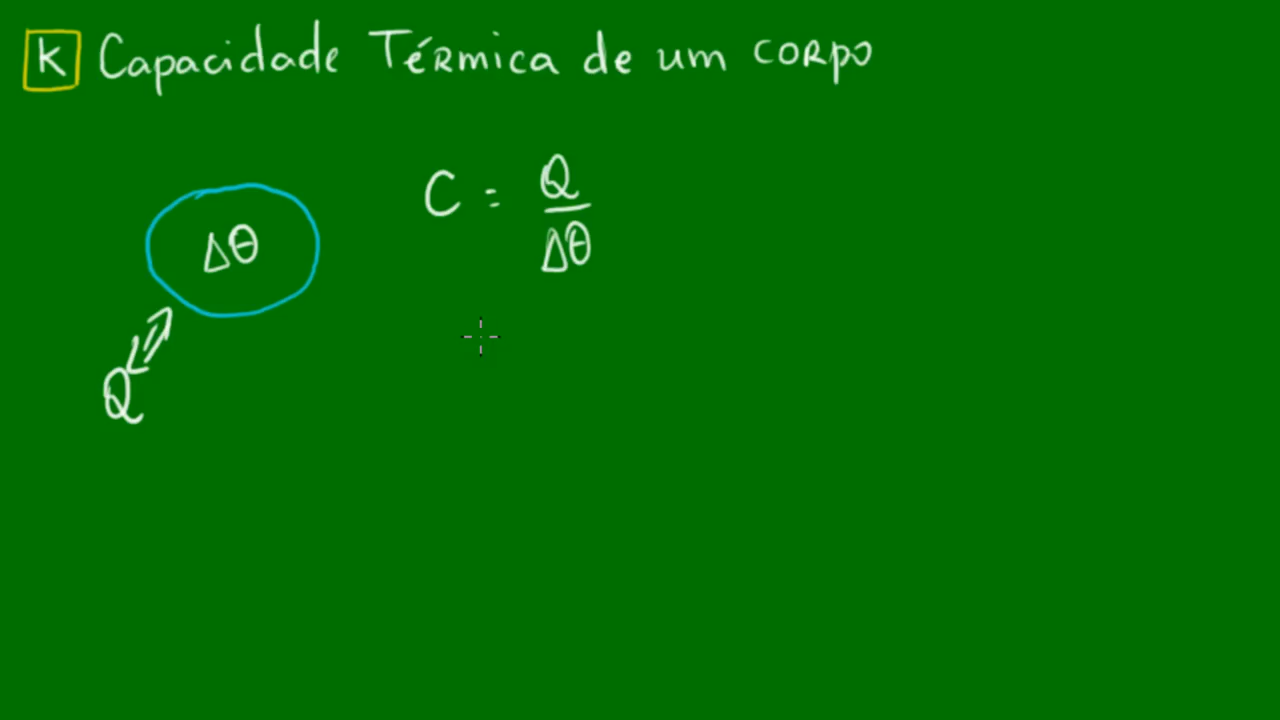 K Capacidade Térmica de um corpo
C = Q/Δθ
Δθ
Q